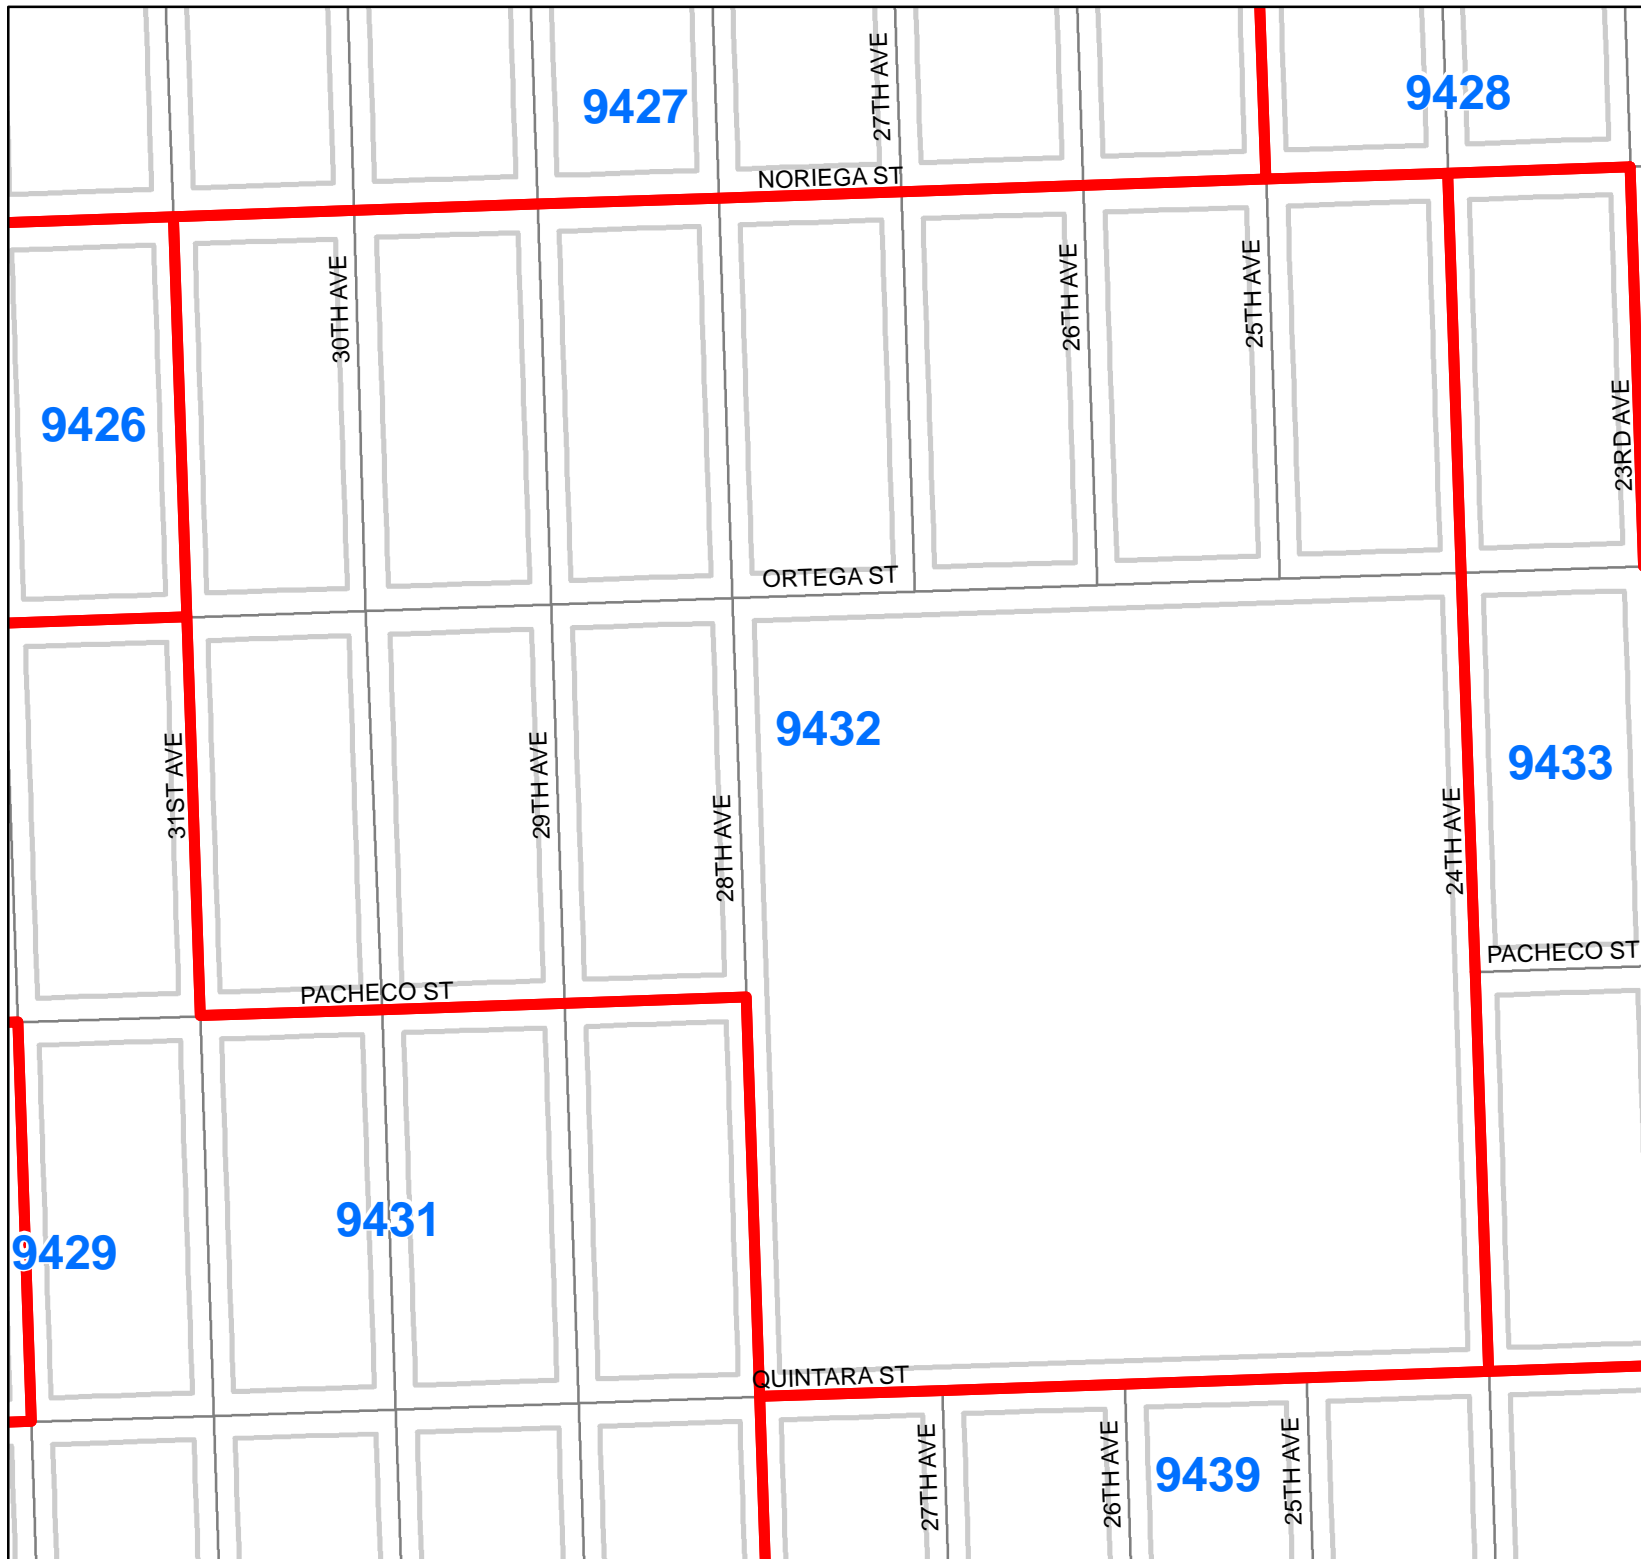 27TH AVE
9428
9427
NORIEGA ST
30TH AVE
26TH AVE
25TH AVE
23RD AVE
9426
ORTEGA ST
9432
9433
31ST AVE
29TH AVE
28TH AVE
24TH AVE
PACHECO ST
PACHECO ST
9431
9429
QUINTARA ST
27TH AVE
26TH AVE
9439
25TH AVE